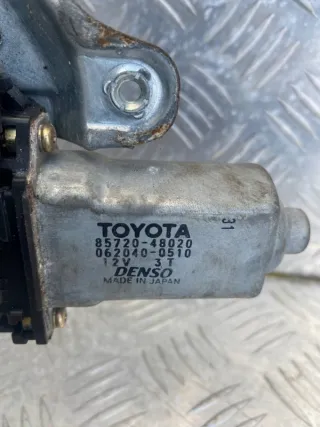 TOYOTA
85720-48020
062040-0510
12V 3T
DENSO
MADE IN JAPAN
31